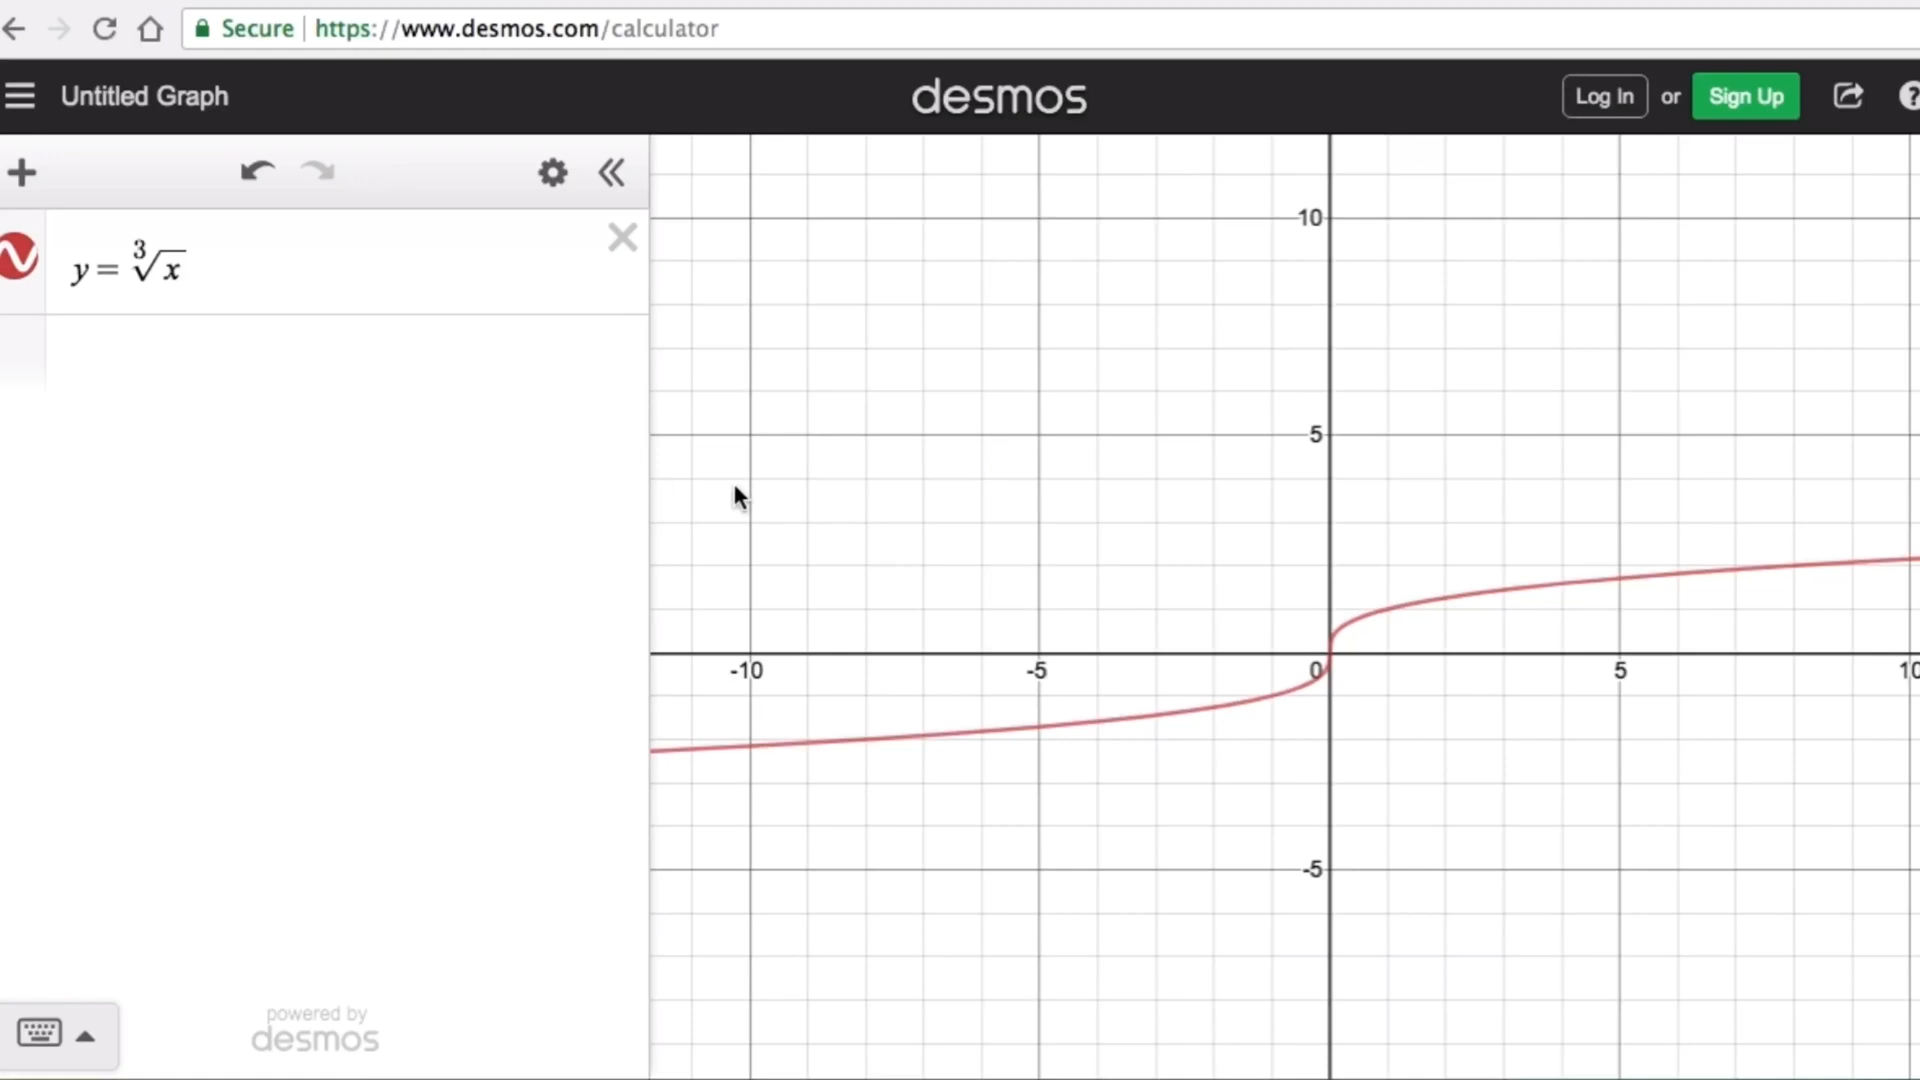 Secure https://www.desmos.com/calculator
Untitled Graph
desmos
Log In or Sign Up
?
y = ∛x
10
5
-10 -5 0 5 10
-5
powered by
desmos